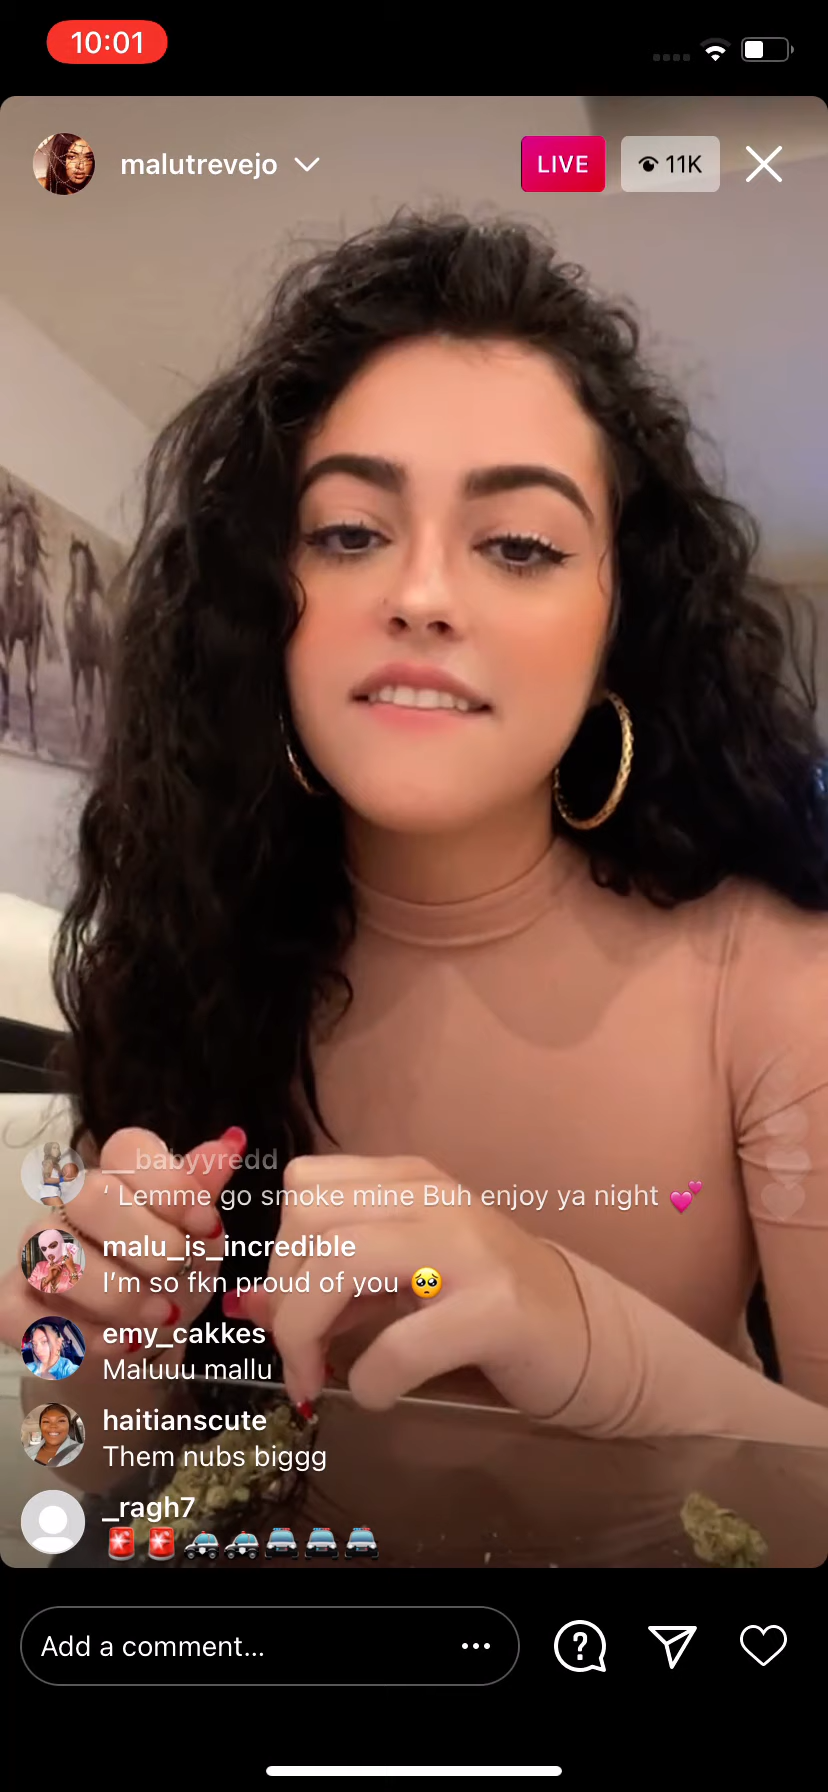 10:01
malutrevejo
LIVE
11K
__babyyredd
‘ Lemme go smoke mine Buh enjoy ya night 💕
malu_is_incredible
I’m so fkn proud of you 🥺
emy_cakkes
Maluuu mallu
haitianscute
Them nubs biggg
_ragh7
🚨🚨🚓🚓🚔🚔🚔
Add a comment...